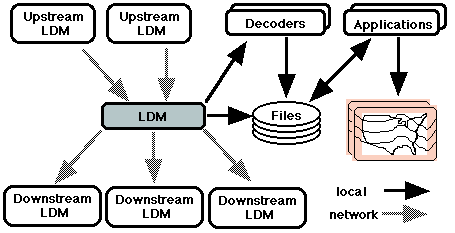 Upstream
LDM
Upstream
LDM
Decoders
Applications
LDM
Files
Downstream
LDM
Downstream
LDM
Downstream
LDM
local
network